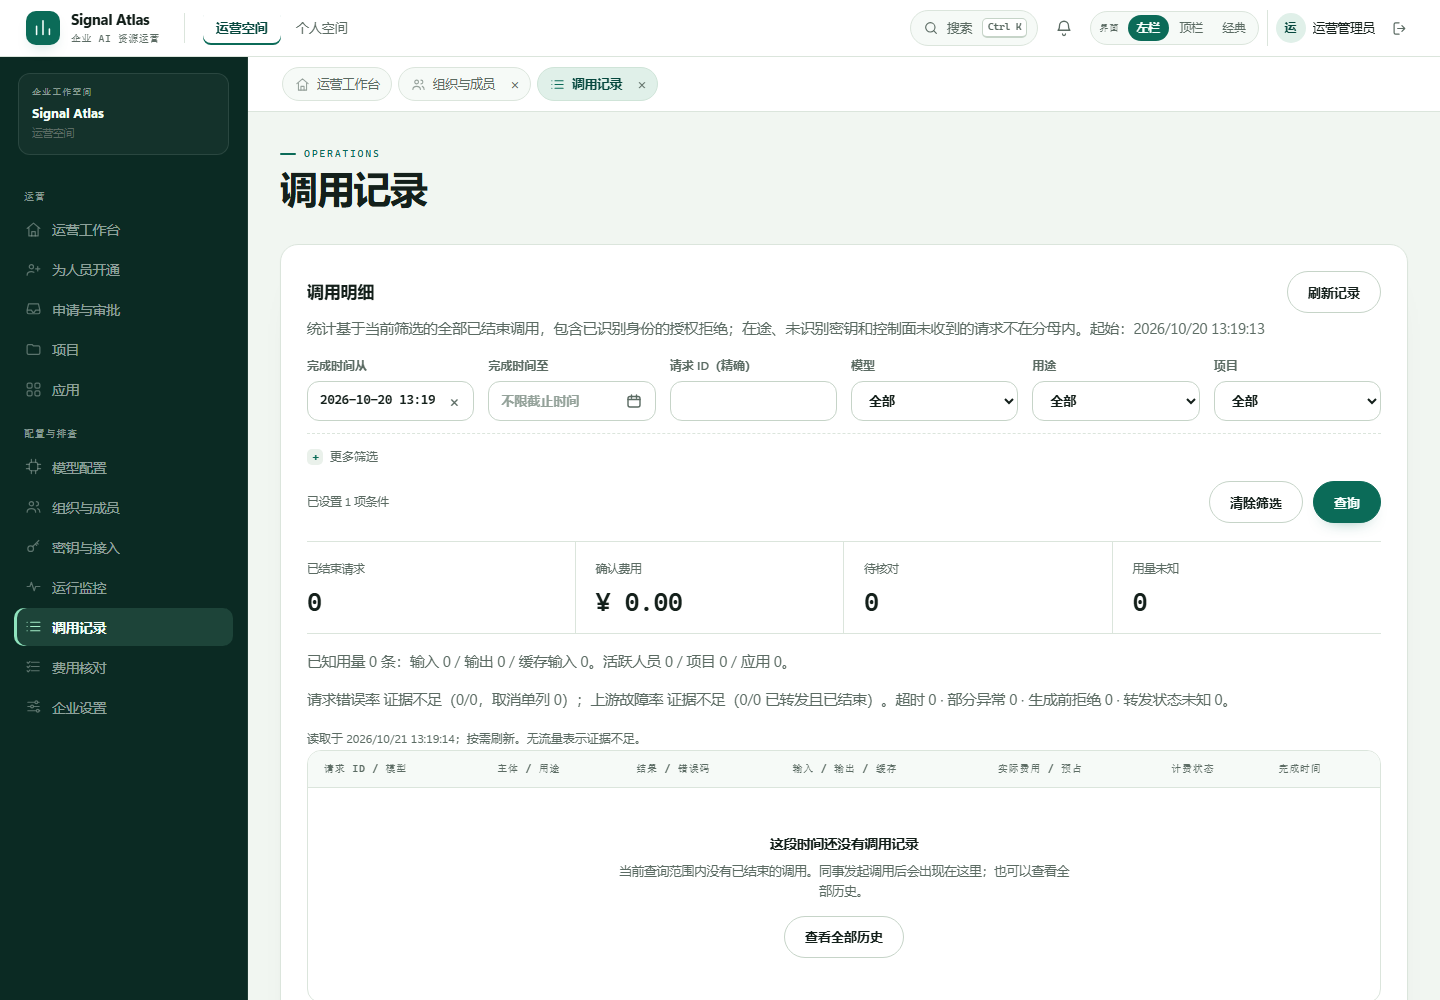 Signal Atlas
企业 AI 资源运营
运营空间
个人空间
搜索
Ctrl K
界面
左栏
顶栏
经典
运
运营管理员
企业工作空间
Signal Atlas
运营空间
运营
运营工作台
为人员开通
申请与审批
项目
应用
配置与排查
模型配置
组织与成员
密钥与接入
运行监控
调用记录
费用核对
企业设置
运营工作台
组织与成员 ×
调用记录 ×
OPERATIONS
调用记录
调用明细
刷新记录
统计基于当前筛选的全部已结束调用，包含已识别身份的授权拒绝；在途、未识别密钥和控制面未收到的请求不在分母内。起始：2026/10/20 13:19:13
完成时间从
完成时间至
请求 ID（精确）
模型
用途
项目
2026-10-20 13:19 ×
不限截止时间
全部
全部
全部
+ 更多筛选
已设置 1 项条件
清除筛选
查询
已结束请求
确认费用
待核对
用量未知
0
¥ 0.00
0
0
已知用量 0 条：输入 0 / 输出 0 / 缓存输入 0。活跃人员 0 / 项目 0 / 应用 0。
请求错误率 证据不足（0/0，取消单列 0）；上游故障率 证据不足（0/0 已转发且已结束）。超时 0 · 部分异常 0 · 生成前拒绝 0 · 转发状态未知 0。
读取于 2026/10/21 13:19:14；按需刷新。无流量表示证据不足。
请求 ID / 模型
主体 / 用途
结果 / 错误码
输入 / 输出 / 缓存
实际费用 / 预占
计费状态
完成时间
这段时间还没有调用记录
当前查询范围内没有已结束的调用。同事发起调用后会出现在这里；也可以查看全
部历史。
查看全部历史